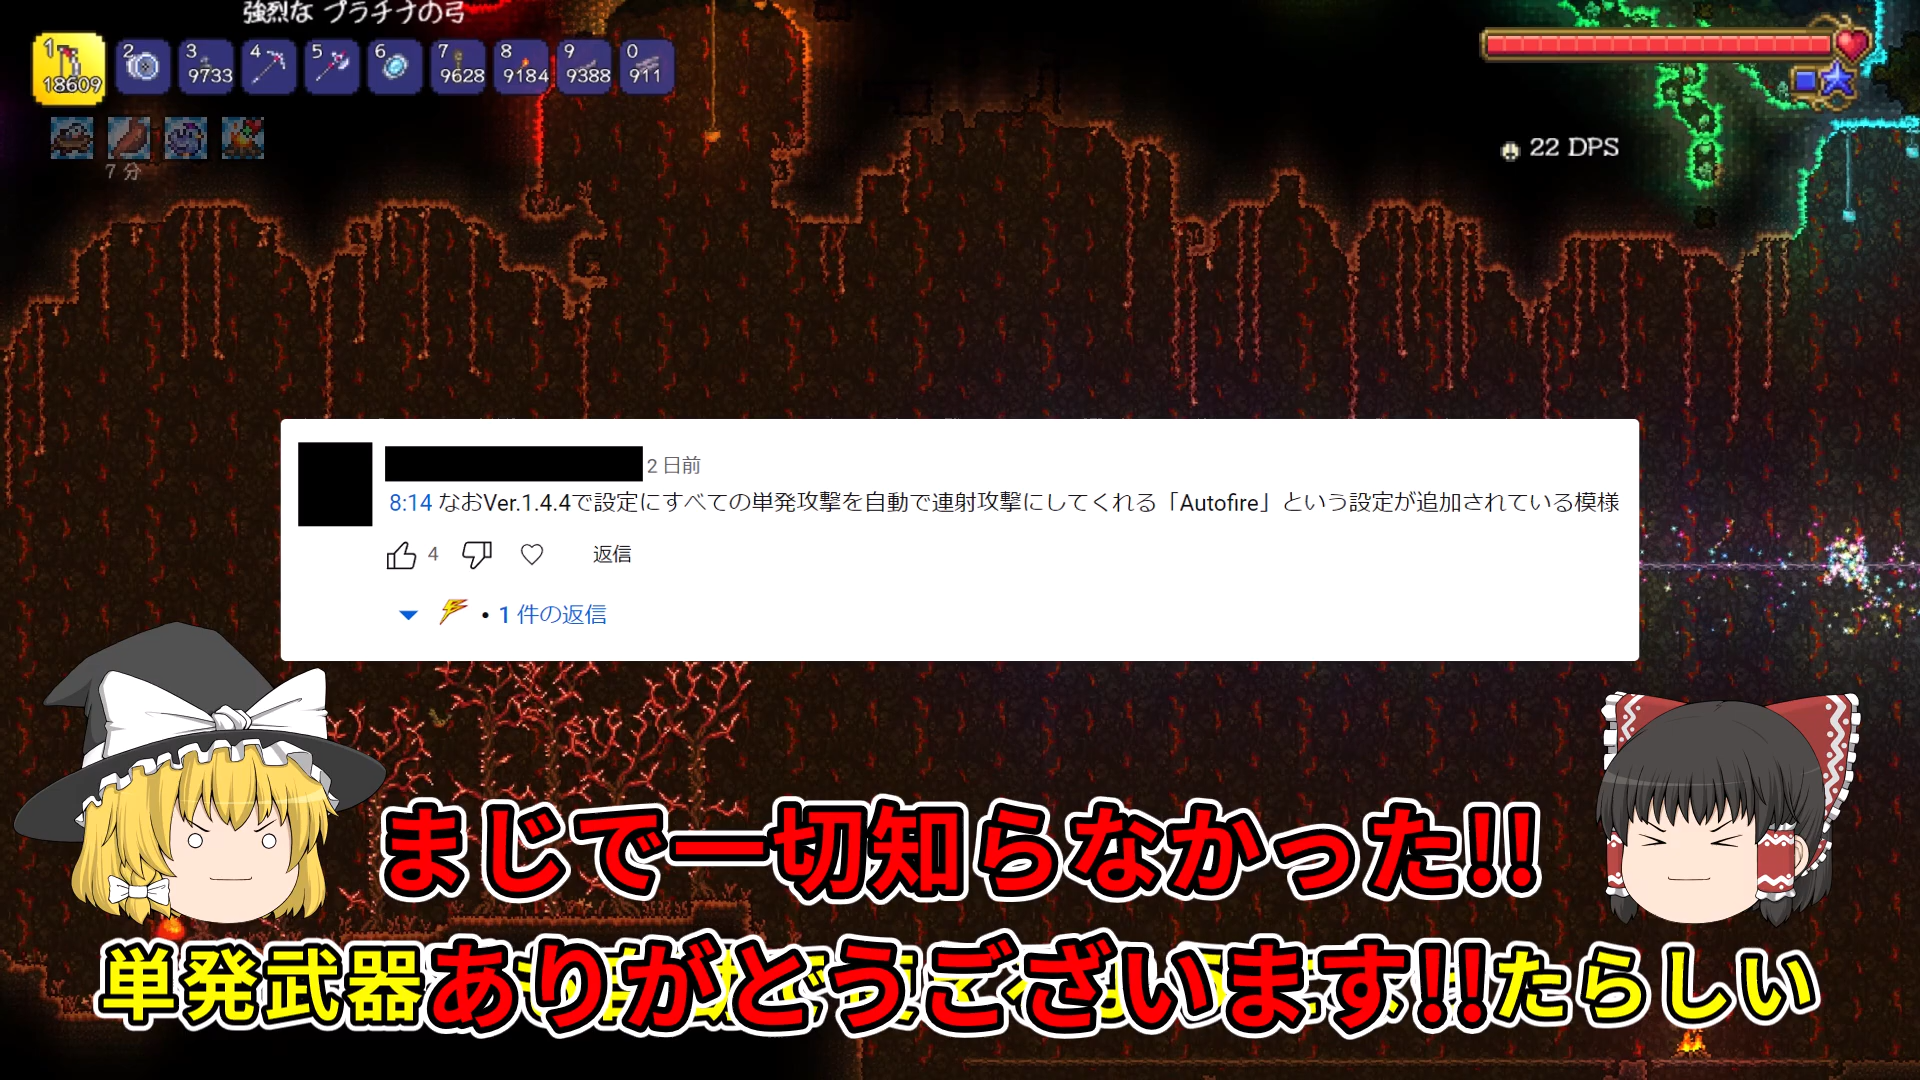 強烈な プラチナの弓
1 2 3 4 5 6 7 8 9 0
18609 9733 9628 9184 9388 911
7 分
22 DPS
2 日前
8:14 なおVer.1.4.4で設定にすべての単発攻撃を自動で連射攻撃にしてくれる「Autofire」という設定が追加されている模様
4 返信
• 1 件の返信
まじで一切知らなかった!!
単発武器
ありがとうございます!!
たらしい